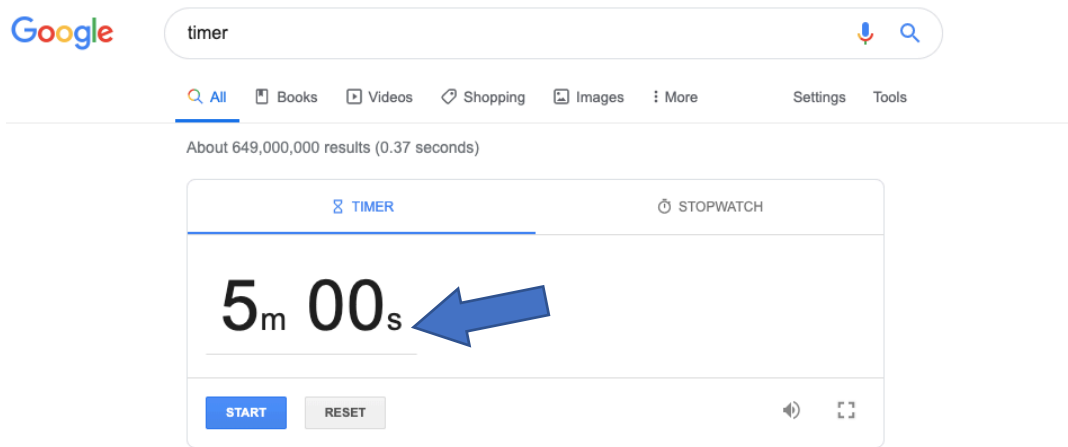 Google timer
All Books Videos Shopping Images More Settings Tools
About 649,000,000 results (0.37 seconds)
TIMER STOPWATCH
5m 00s
START RESET